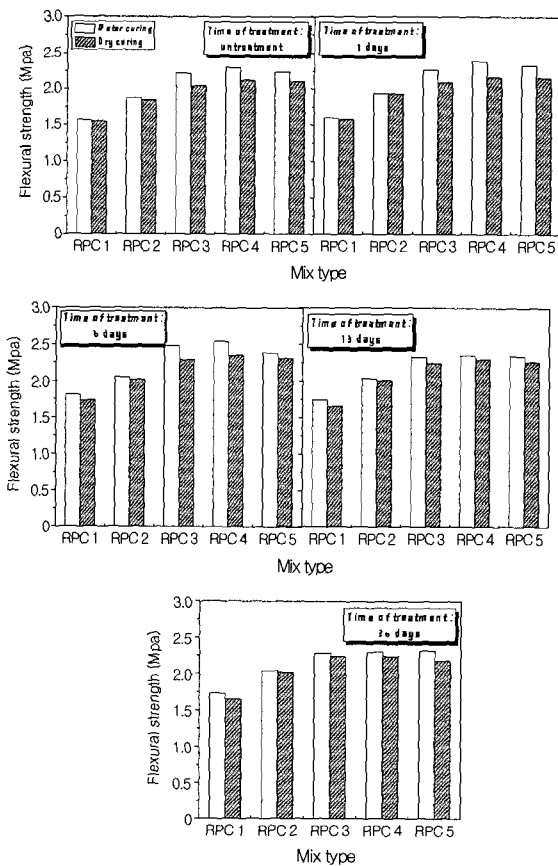 Water curing
Dry curing
Time of treatment:
untreatment
Time of treatment:
1 days
Flexural strength (Mpa)
3.0
2.5
2.0
1.5
1.0
0.5
0
RPC 1 RPC 2 RPC 3 RPC 4 RPC 5 RPC 1 RPC 2 RPC 3 RPC 4 RPC 5
Mix type
Time of treatment:
6 days
Time of treatment:
13 days
Flexural strength (Mpa)
3.0
2.5
2.0
1.5
1.0
0.5
0
RPC 1 RPC 2 RPC 3 RPC 4 RPC 5 RPC 1 RPC 2 RPC 3 RPC 4 RPC 5
Mix type
Time of treatment:
26 days
Flexural strength (Mpa)
3.0
2.5
2.0
1.5
1.0
0.5
0
RPC 1 RPC 2 RPC 3 RPC 4 RPC 5
Mix type